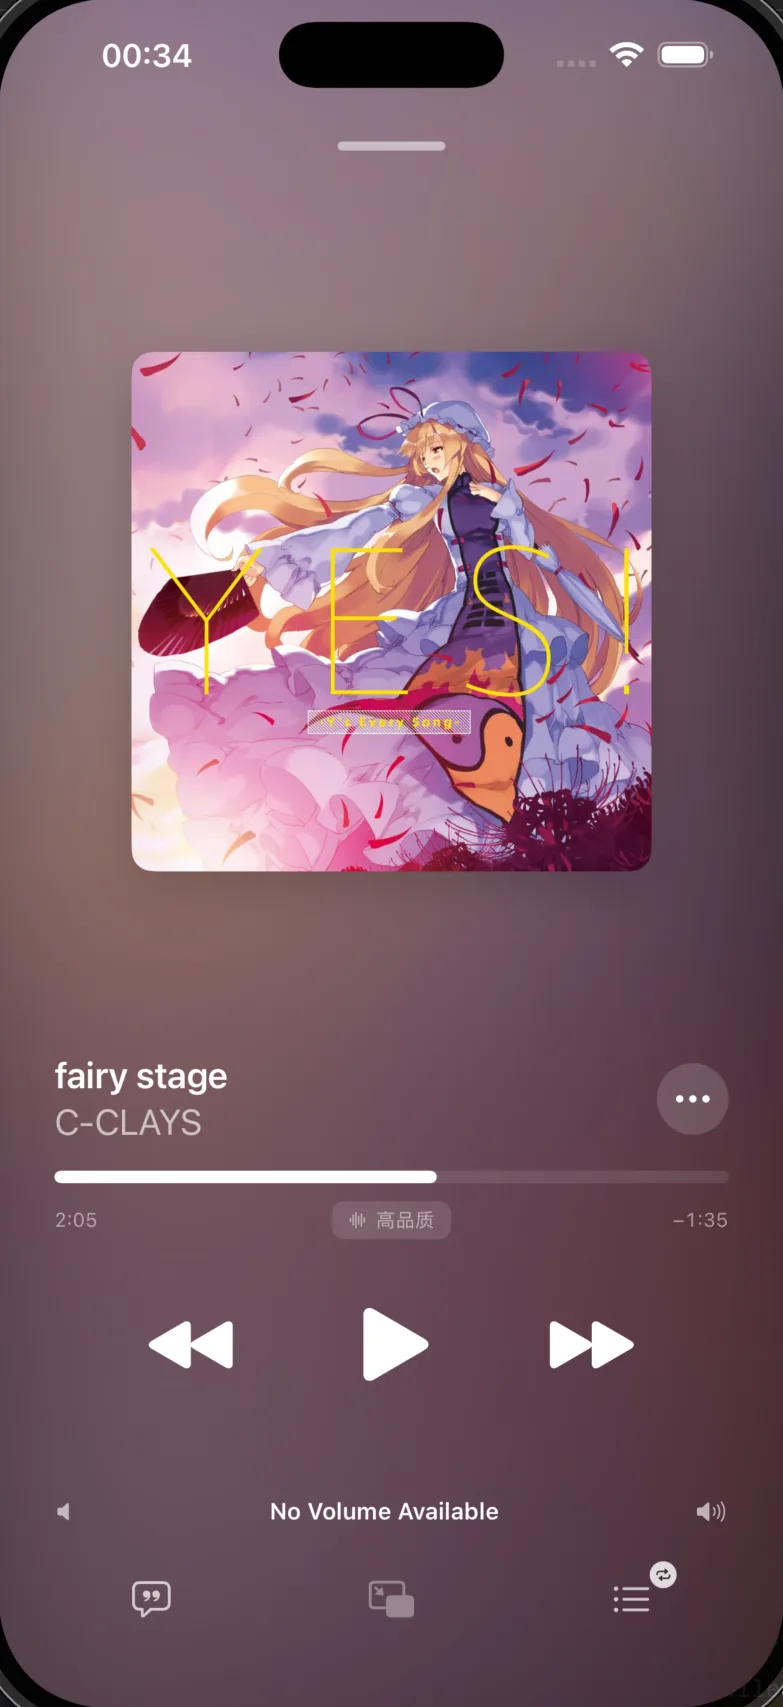 00:34
YES!
-Y's Every Song-
fairy stage
C-CLAYS
2:05
高品质
−1:35
No Volume Available